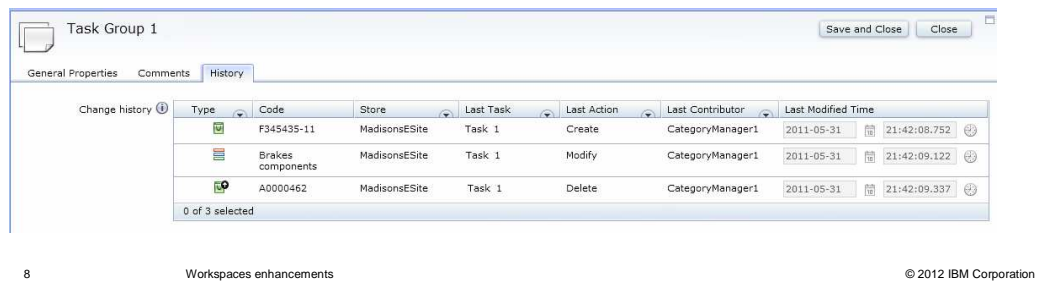 Task Group 1
Save and Close Close
General Properties Comments History
Change history Type Code Store Last Task Last Action Last Contributor Last Modified Time
F345435-11 MadisonsESite Task 1 Create CategoryManager1 2011-05-31 21:42:08.752
Brakes components MadisonsESite Task 1 Modify CategoryManager1 2011-05-31 21:42:09.122
A0000462 MadisonsESite Task 1 Delete CategoryManager1 2011-05-31 21:42:09.337
0 of 3 selected
8 Workspaces enhancements © 2012 IBM Corporation